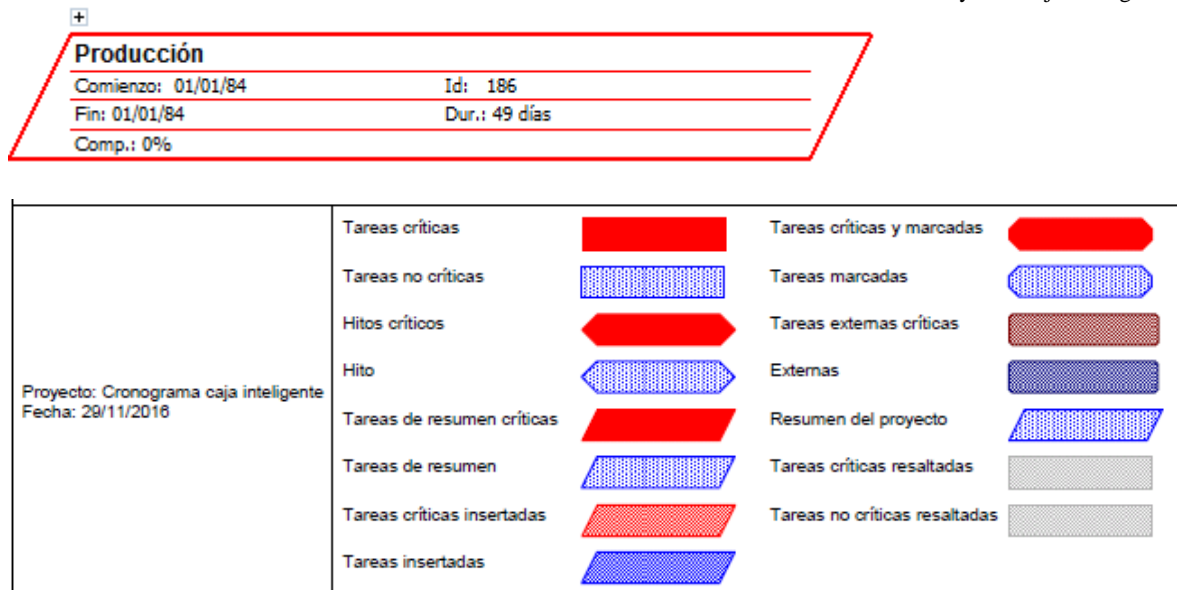 Producción
Comienzo: 01/01/84 Id: 186
Fin: 01/01/84 Dur.: 49 días
Comp.: 0%
Proyecto: Cronograma caja inteligente
Fecha: 29/11/2016
Tareas críticas Tareas críticas y marcadas
Tareas no críticas Tareas marcadas
Hitos críticos Tareas externas críticas
Hito Externas
Tareas de resumen críticas Resumen del proyecto
Tareas de resumen Tareas críticas resaltadas
Tareas críticas insertadas Tareas no críticas resaltadas
Tareas insertadas